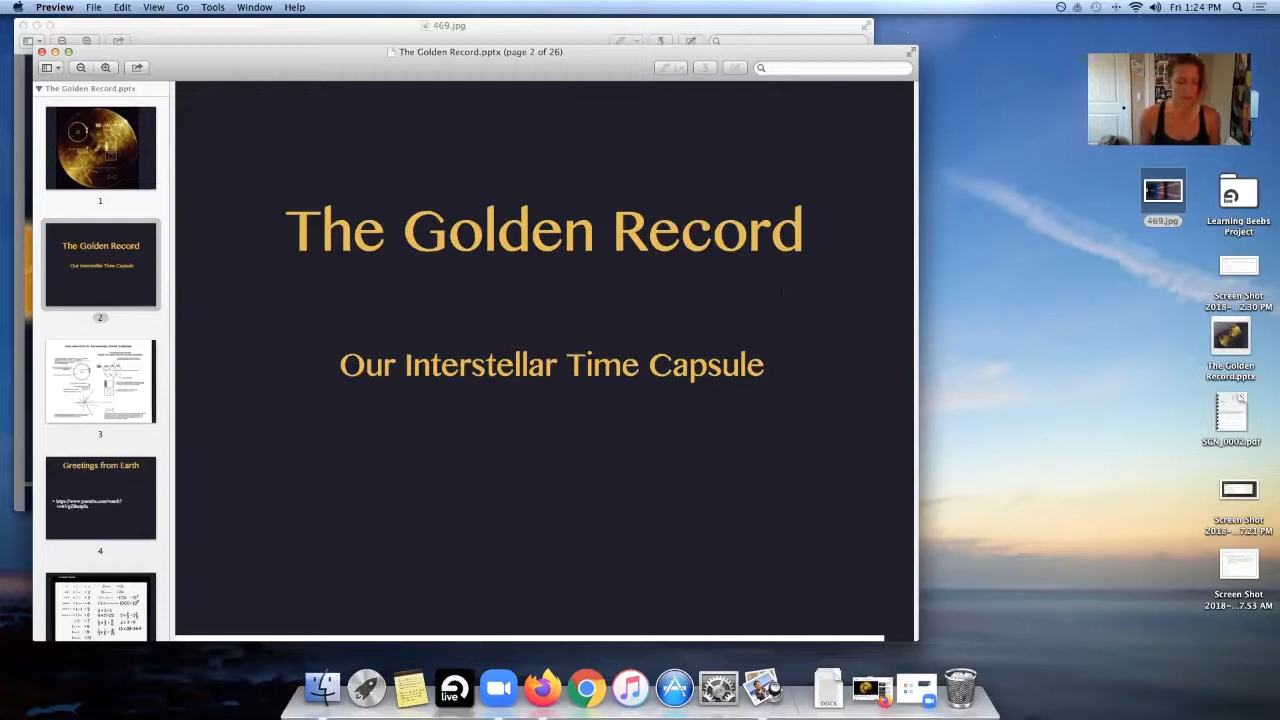 Preview File Edit View Go Tools Window Help
Fri 1:24 PM
469.jpg
The Golden Record.pptx (page 2 of 26)
The Golden Record.pptx
1
The Golden Record
Our Interstellar Time Capsule
2
3
Greetings from Earth
4
The Golden Record
Our Interstellar Time Capsule
469.jpg
live
Learning Beebs
Project
Screen Shot
2018-...2.30 PM
The Golden
Record.pptx
SCN_0002.pdf
Screen Shot
2018-...7.21 PM
Screen Shot
2018-...7.53 AM
live
DOCX